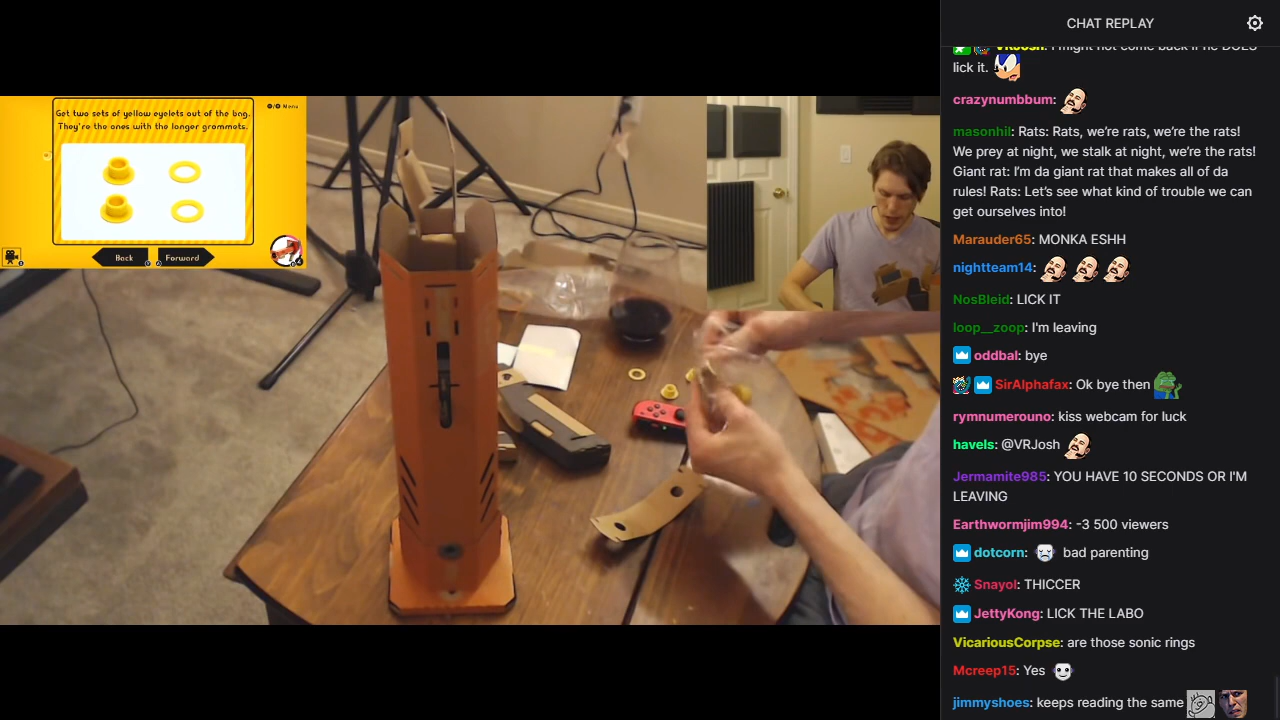 Get two sets of yellow eyelets out of the bag.
They're the ones with the longer grommets.
Menu
Back
Forward
CHAT REPLAY
lick it.
crazynumbbum:
masonhil: Rats: Rats, we're rats, we're the rats!
We prey at night, we stalk at night, we're the rats!
Giant rat: I'm da giant rat that makes all of da
rules! Rats: Let's see what kind of trouble we can
get ourselves into!
Marauder65: MONKA ESHH
nightteam14:
NosBleid: LICK IT
loop__zoop: I'm leaving
oddbal: bye
SirAlphafax: Ok bye then
rymnumerouno: kiss webcam for luck
havels: @VRJosh
Jermamite985: YOU HAVE 10 SECONDS OR I'M
LEAVING
Earthwormjim994: -3 500 viewers
dotcorn: bad parenting
Snayol: THICCER
JettyKong: LICK THE LABO
VicariousCorpse: are those sonic rings
Mcreep15: Yes
jimmyshoes: keeps reading the same